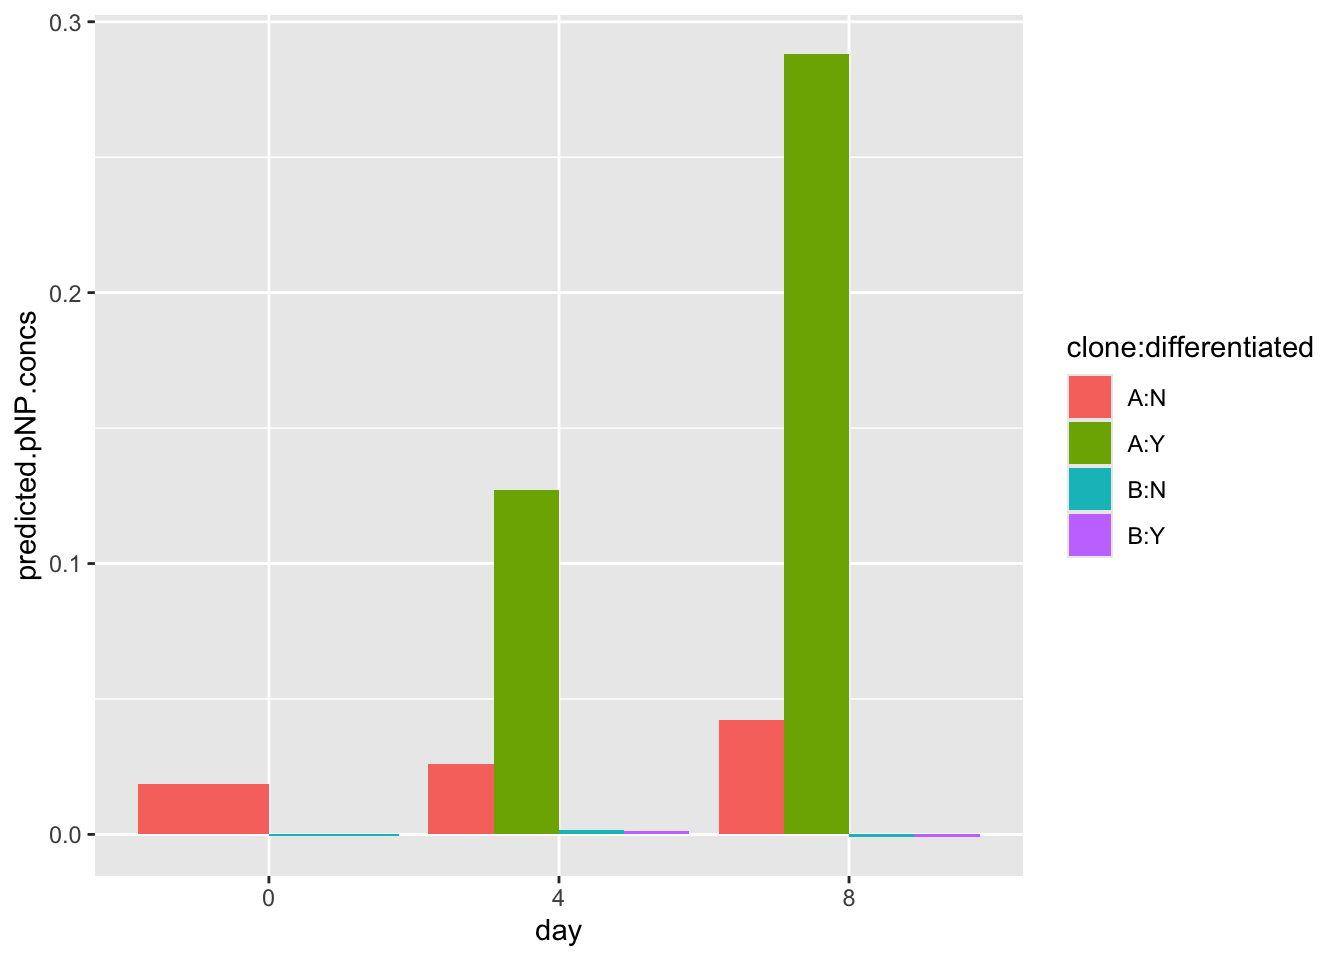 0.3
0.2
0.1
0.0
predicted.pNP.concs
0
4
8
day
clone:differentiated
A:N
A:Y
B:N
B:Y